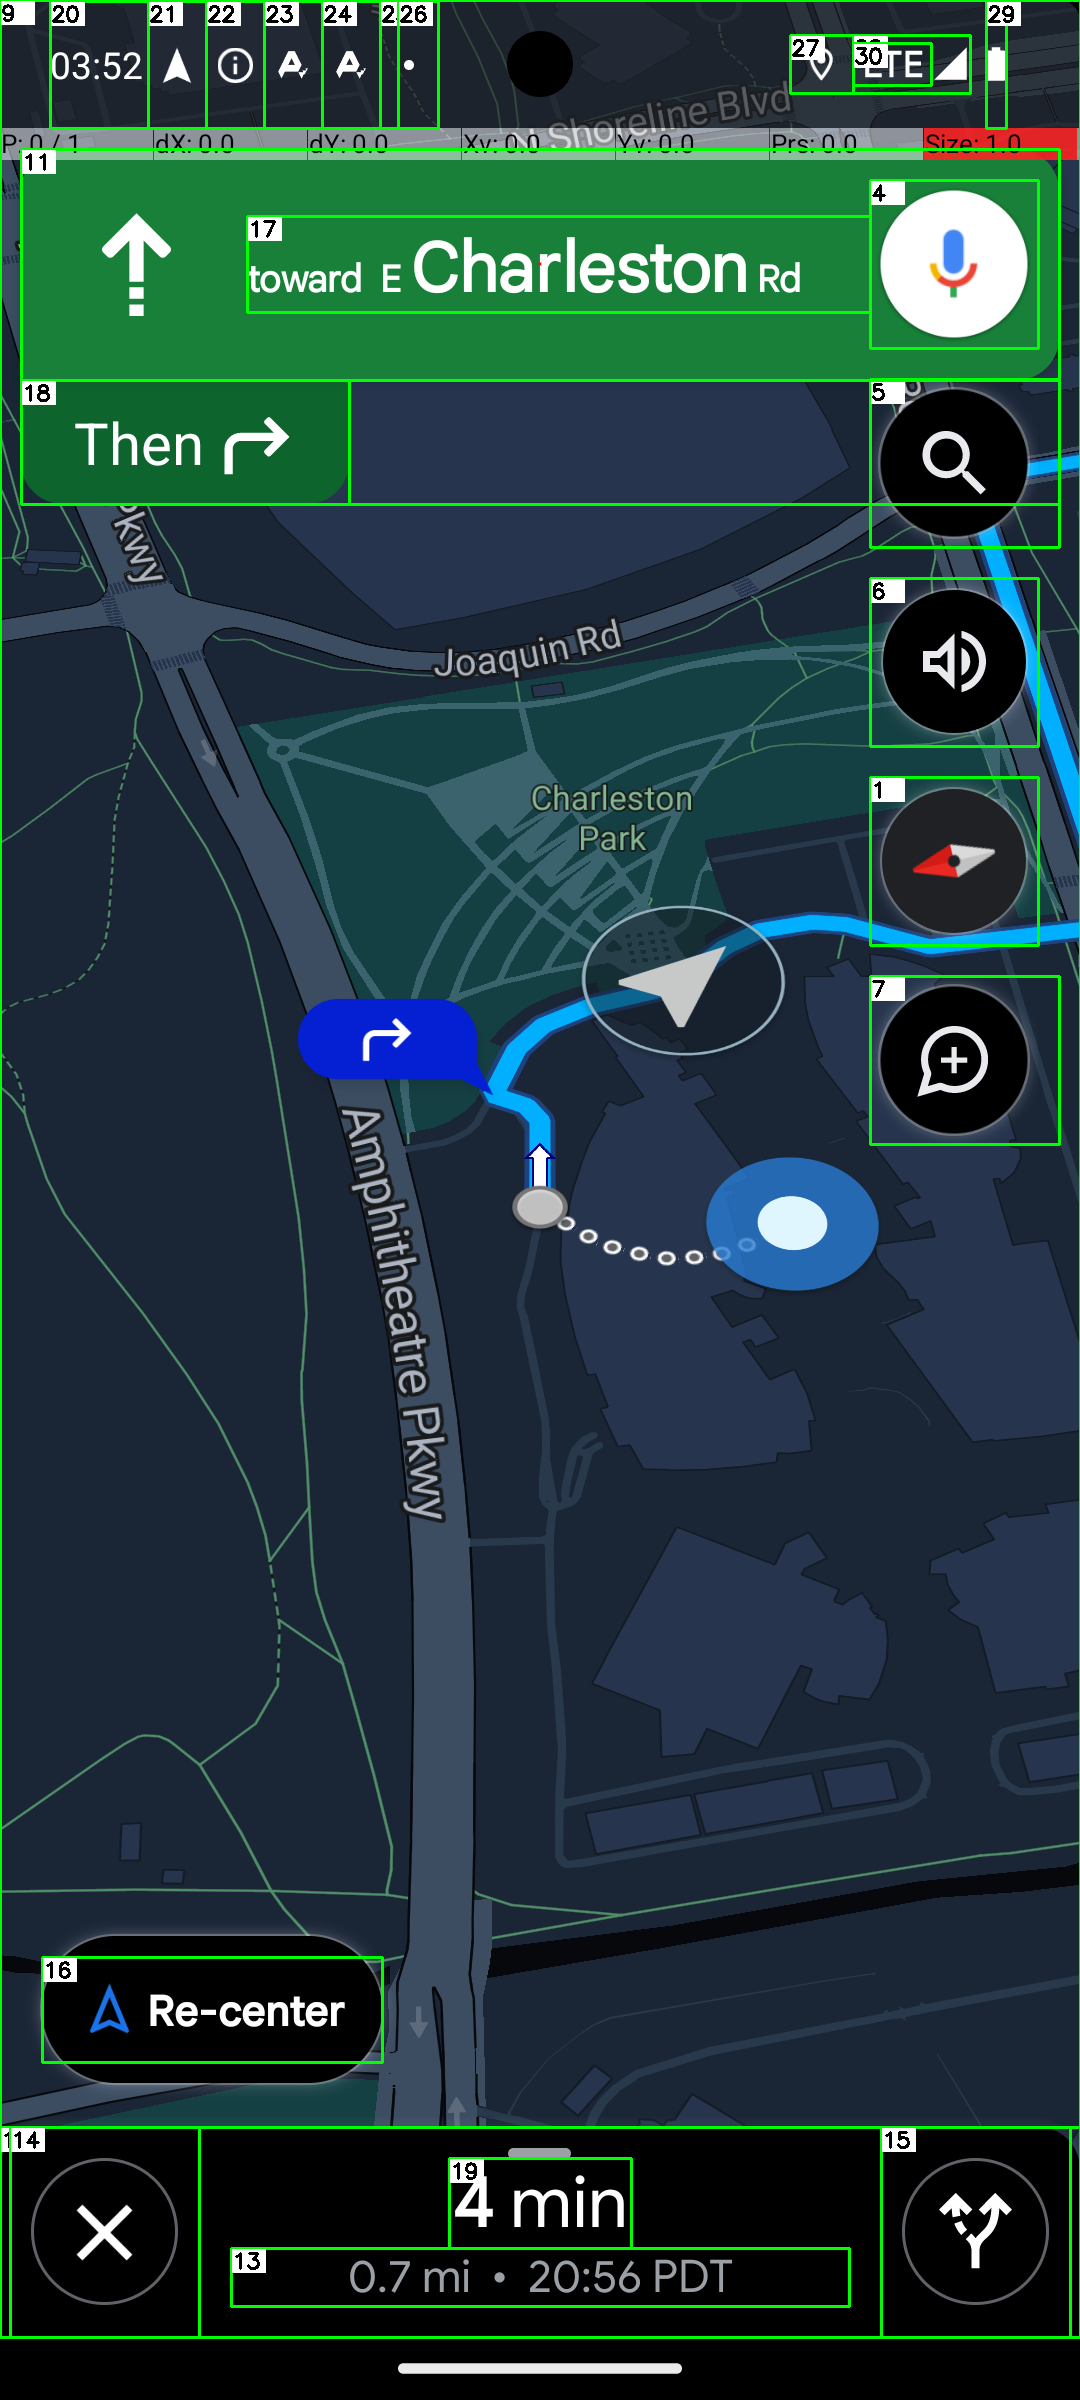 03:52
LTE
N Shoreline Blvd
P: 0 / 1 dX: 0.0 dY: 0.0 Xv: 0.0 Yv: 0.0 Prs: 0.0 Size: 1.0
toward E Charleston Rd
Then
Pkwy
Joaquin Rd
Charleston
Park
Amphitheatre Pkwy
Re-center
4 min
0.7 mi • 20:56 PDT
9
20
21
22
23
24
26
27
30
29
11
17
4
18
5
6
1
7
16
14
19
13
15